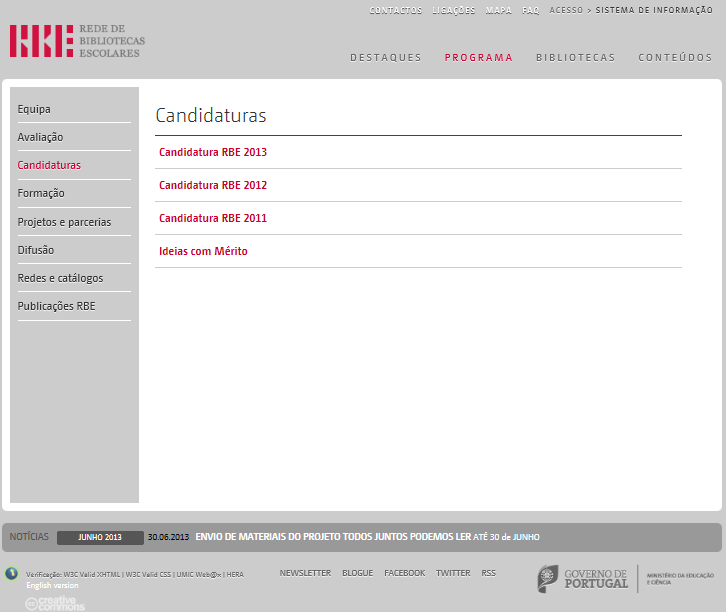 CONTACTOS LIGAÇÕES MAPA FAQ ACESSO > SISTEMA DE INFORMAÇÃO
REDE DE
BIBLIOTECAS
ESCOLARES
DESTAQUES PROGRAMA BIBLIOTECAS CONTEÚDOS
Equipa
Avaliação
Candidaturas
Formação
Projetos e parcerias
Difusão
Redes e catálogos
Publicações RBE
Candidaturas
Candidatura RBE 2013
Candidatura RBE 2012
Candidatura RBE 2011
Ideias com Mérito
NOTÍCIAS JUNHO 2013 30.06.2013 ENVIO DE MATERIAIS DO PROJETO TODOS JUNTOS PODEMOS LER ATÉ 30 de JUNHO
Verificação: W3C Valid XHTML | W3C Valid CSS | UMIC Web@x | HERA
English version
creative
commons
NEWSLETTER BLOGUE FACEBOOK TWITTER RSS
GOVERNO DE
PORTUGAL
MINISTÉRIO DA EDUCAÇÃO
E CIÊNCIA